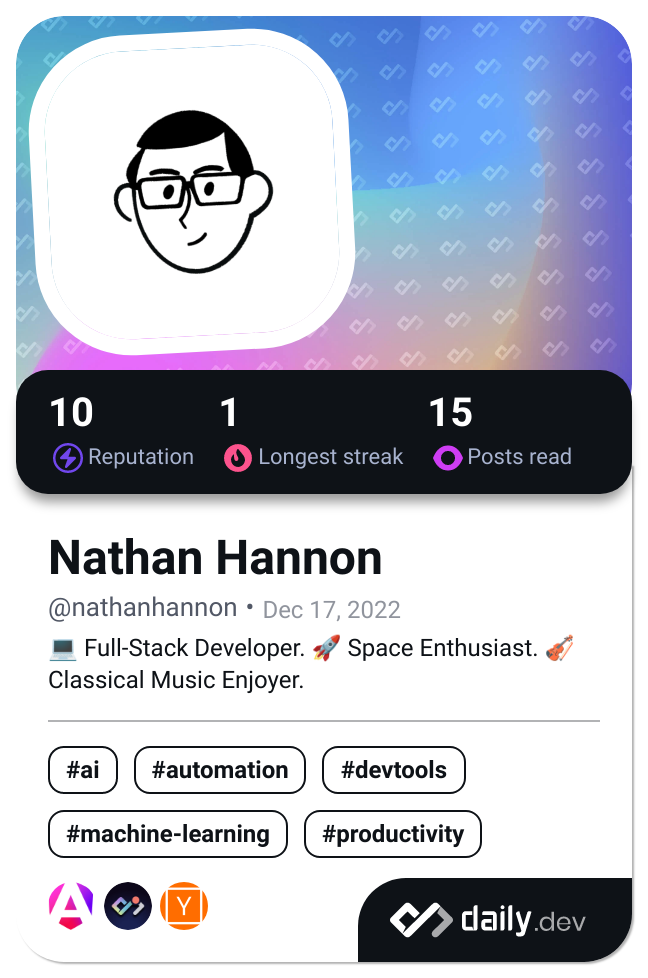 10 1 15
Reputation Longest streak Posts read
Nathan Hannon
@nathanhannon • Dec 17, 2022
💻 Full-Stack Developer. 🚀 Space Enthusiast. 🎻
Classical Music Enjoyer.
#ai #automation #devtools
#machine-learning #productivity
Y daily.dev